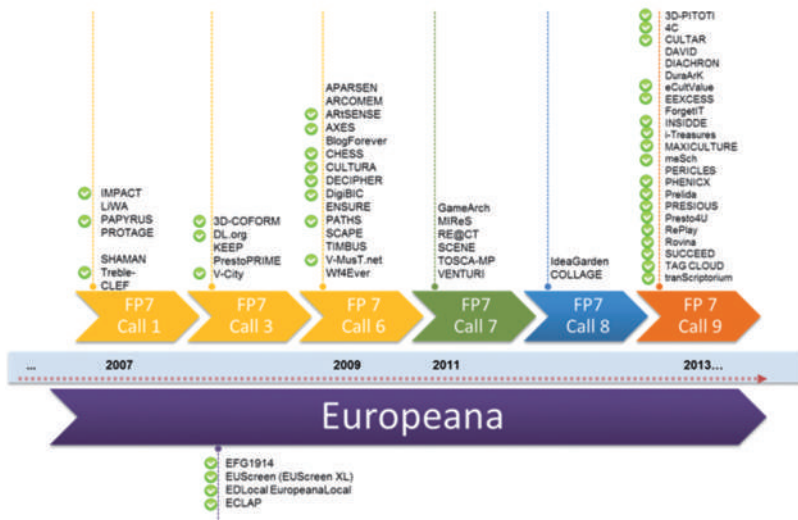 IMPACT
LiWA
PAPYRUS
PROTAGE
SHAMAN
Treble-
CLEF
3D-COFORM
DL.org
KEEP
PrestoPRIME
V-City
APARSEN
ARCOMEM
ARtSENSE
AXES
BlogForever
CHESS
CULTURA
DECIPHER
DigiBIC
ENSURE
PATHS
SCAPE
TIMBUS
V-MusT.net
Wf4Ever
GameArch
MIReS
RE@CT
SCENE
TOSCA-MP
VENTURI
IdeaGarden
COLLAGE
3D-PITOTI
4C
CULTAR
DAVID
DIACHRON
DuraArK
eCultValue
EEXCESS
ForgetIT
INSIDDE
i-Treasures
MAXICULTURE
meSch
PERICLES
PHENICX
Prelida
PRESIOUS
Presto4U
RePlay
Rovina
SUCCEED
TAG CLOUD
tranScriptorium
FP7
Call 1
FP7
Call 3
FP 7
Call 6
FP7
Call 7
FP7
Call 8
FP 7
Call 9
... 2007 2009 2011 2013...
Europeana
EFG1914
EUScreen (EUScreen XL)
EDLocal EuropeanaLocal
ECLAP